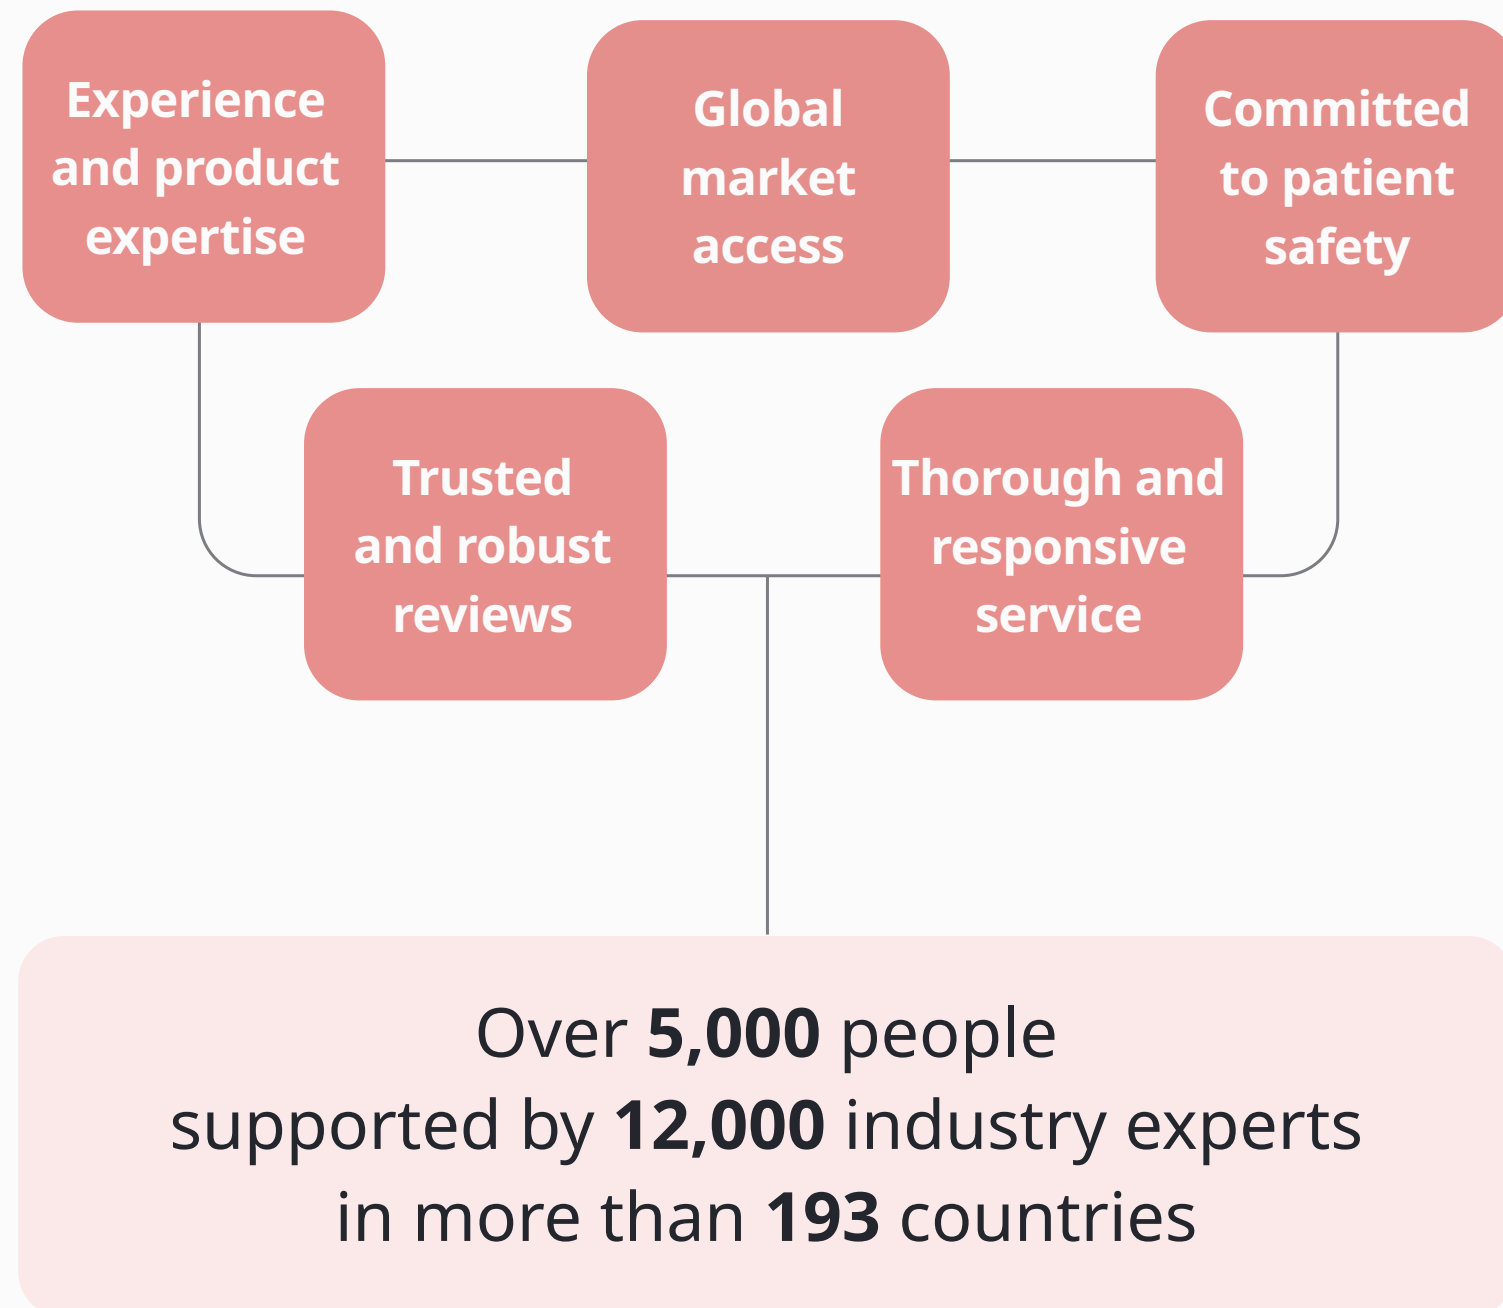 Experience
and product
expertise
Global
market
access
Committed
to patient
safety
Trusted
and robust
reviews
Thorough and
responsive
service
Over 5,000 people
supported by 12,000 industry experts
in more than 193 countries